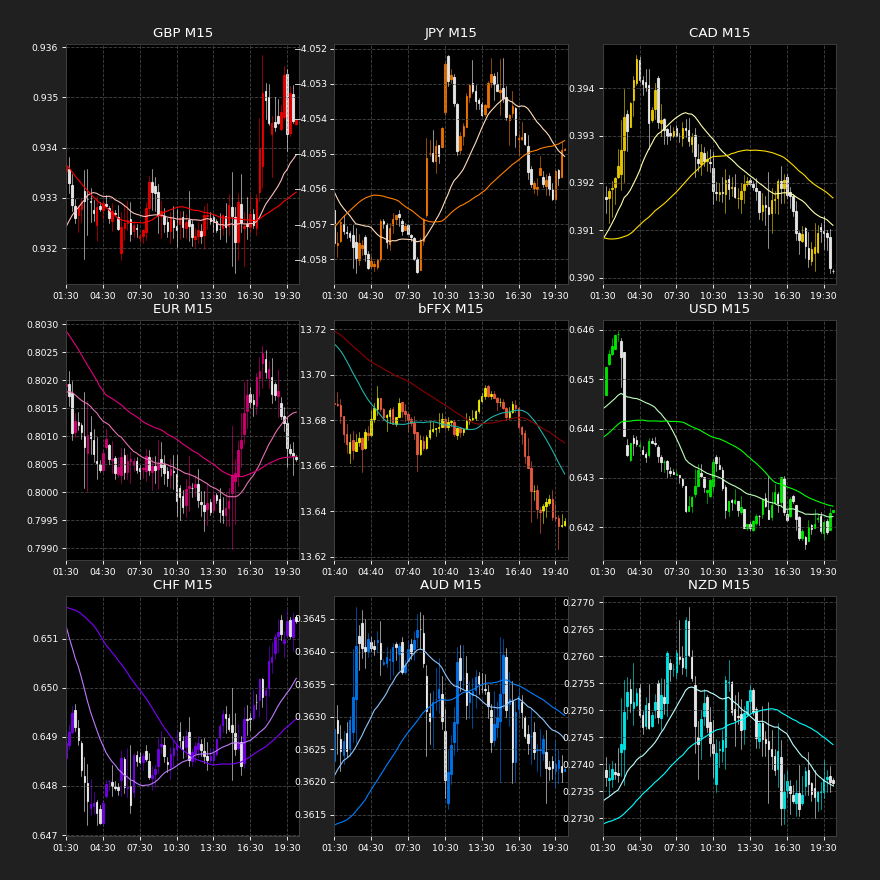 GBP M15 JPY M15 CAD M15
0.936 0.935 0.934 0.933 0.932
−4.052 −4.053 −4.054 −4.055 −4.056 −4.057 −4.058
0.394 0.393 0.392 0.391 0.390
01:30 04:30 07:30 10:30 13:30 16:30 19:30
01:30 04:30 07:30 10:30 13:30 16:30 19:30
01:30 04:30 07:30 10:30 13:30 16:30 19:30
EUR M15 bFFX M15 USD M15
0.8030 0.8025 0.8020 0.8015 0.8010 0.8005 0.8000 0.7995 0.7990
13.72 13.70 13.68 13.66 13.64 13.62
0.646 0.645 0.644 0.643 0.642
01:30 04:30 07:30 10:30 13:30 16:30 19:30
01:40 04:40 07:40 10:40 13:40 16:40 19:40
01:30 04:30 07:30 10:30 13:30 16:30 19:30
CHF M15 AUD M15 NZD M15
0.651 0.650 0.649 0.648 0.647
0.3645 0.3640 0.3635 0.3630 0.3625 0.3620 0.3615
0.2770 0.2765 0.2760 0.2755 0.2750 0.2745 0.2740 0.2735 0.2730
01:30 04:30 07:30 10:30 13:30 16:30 19:30
01:30 04:30 07:30 10:30 13:30 16:30 19:30
01:30 04:30 07:30 10:30 13:30 16:30 19:30